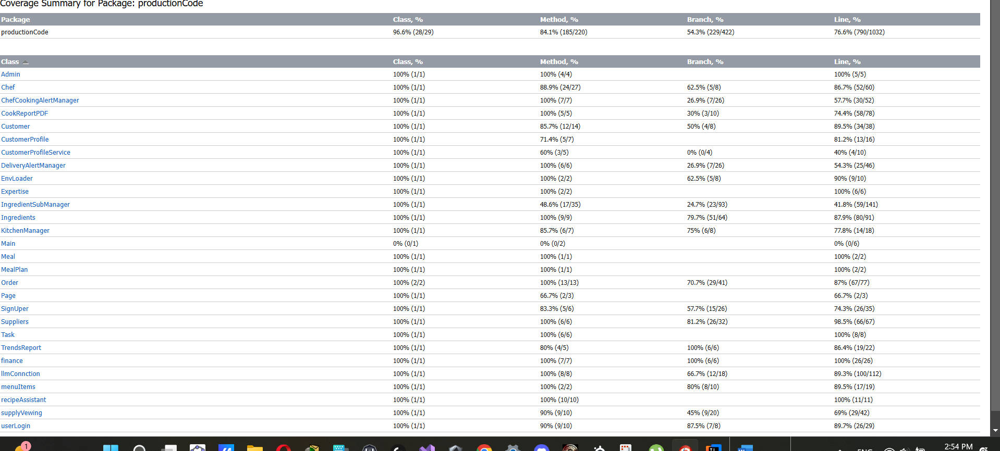 Coverage Summary for Package: productionCode
Package Class, % Method, % Branch, % Line, %
productionCode 96.6% (28/29) 84.1% (185/220) 54.3% (229/422) 76.6% (790/1032)
Class Class, % Method, % Branch, % Line, %
Admin 100% (1/1) 100% (4/4) 100% (5/5)
Chef 100% (1/1) 88.9% (24/27) 62.5% (5/8) 86.7% (52/60)
ChefCookingAlertManager 100% (1/1) 100% (7/7) 26.9% (7/26) 57.7% (30/52)
CookReportPDF 100% (1/1) 100% (5/5) 30% (3/10) 74.4% (58/78)
Customer 100% (1/1) 85.7% (12/14) 50% (4/8) 89.5% (34/38)
CustomerProfile 100% (1/1) 71.4% (5/7) 81.2% (13/16)
CustomerProfileService 100% (1/1) 60% (3/5) 0% (0/4) 40% (4/10)
DeliveryAlertManager 100% (1/1) 100% (6/6) 26.9% (7/26) 54.3% (25/46)
EnvLoader 100% (1/1) 100% (2/2) 62.5% (5/8) 90% (9/10)
Expertise 100% (1/1) 100% (2/2) 100% (6/6)
IngredientSubManager 100% (1/1) 48.6% (17/35) 24.7% (23/93) 41.8% (59/141)
Ingredients 100% (1/1) 100% (9/9) 79.7% (51/64) 87.9% (80/91)
KitchenManager 100% (1/1) 85.7% (6/7) 75% (6/8) 77.8% (14/18)
Main 0% (0/1) 0% (0/2) 0% (0/6)
Meal 100% (1/1) 100% (1/1) 100% (2/2)
MealPlan 100% (1/1) 100% (1/1) 100% (2/2)
Order 100% (2/2) 100% (13/13) 70.7% (29/41) 87% (67/77)
Page 100% (1/1) 66.7% (2/3) 66.7% (2/3)
SignUper 100% (1/1) 83.3% (5/6) 57.7% (15/26) 74.3% (26/35)
Suppliers 100% (1/1) 100% (6/6) 81.2% (26/32) 98.5% (66/67)
Task 100% (1/1) 100% (6/6) 100% (8/8)
TrendsReport 100% (1/1) 80% (4/5) 100% (6/6) 86.4% (19/22)
finance 100% (1/1) 100% (7/7) 100% (6/6) 100% (26/26)
llmConnction 100% (1/1) 100% (8/8) 66.7% (12/18) 89.3% (100/112)
menuItems 100% (1/1) 100% (2/2) 80% (8/10) 89.5% (17/19)
recipeAssistant 100% (1/1) 100% (10/10) 100% (11/11)
supplyVewing 100% (1/1) 90% (9/10) 45% (9/20) 69% (29/42)
userLogin 100% (1/1) 90% (9/10) 87.5% (7/8) 89.7% (26/29)
1
2:54 PM